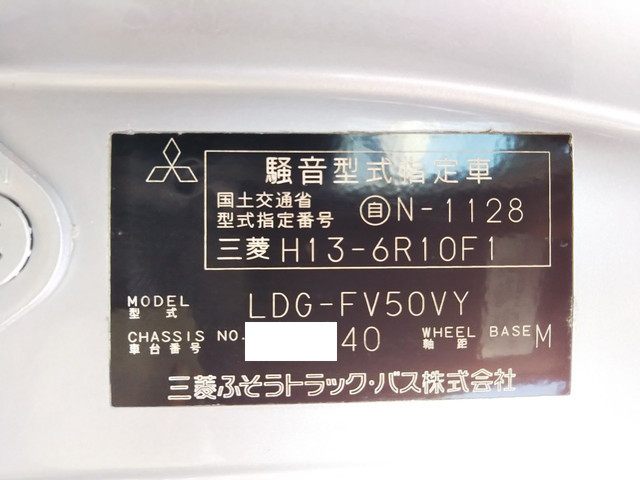 騒音型式指定車
国土交通省
型式指定番号 自 N-1128
三菱 H13-6R10F1
MODEL
型式 LDG-FV50VY
CHASSIS NO. 40 WHEEL BASE M
車台番号 軸距
三菱ふそうトラック・バス株式会社